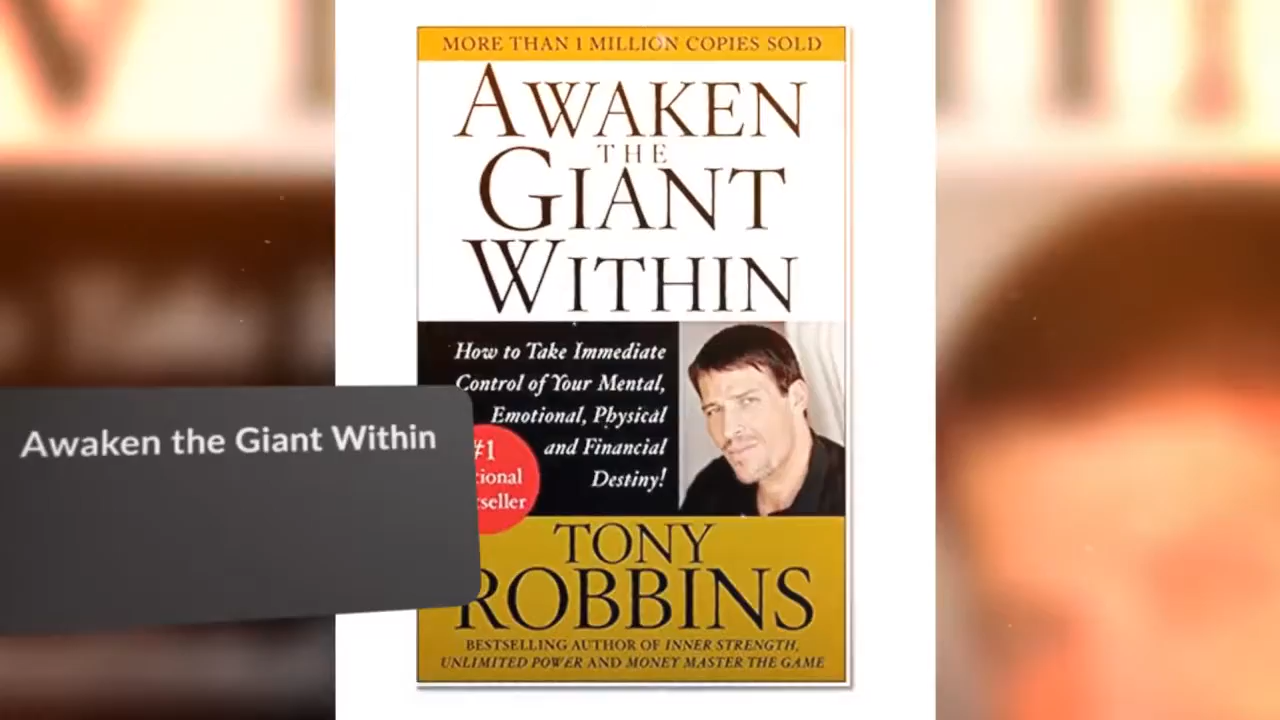 MORE THAN 1 MILLION COPIES SOLD
AWAKEN
THE
GIANT
WITHIN
How to Take Immediate
Control of Your Mental,
Emotional, Physical
and Financial
Destiny!
#1
Awaken the Giant Within
TONY
ROBBINS
BESTSELLING AUTHOR OF INNER STRENGTH,
UNLIMITED POWER AND MONEY MASTER THE GAME